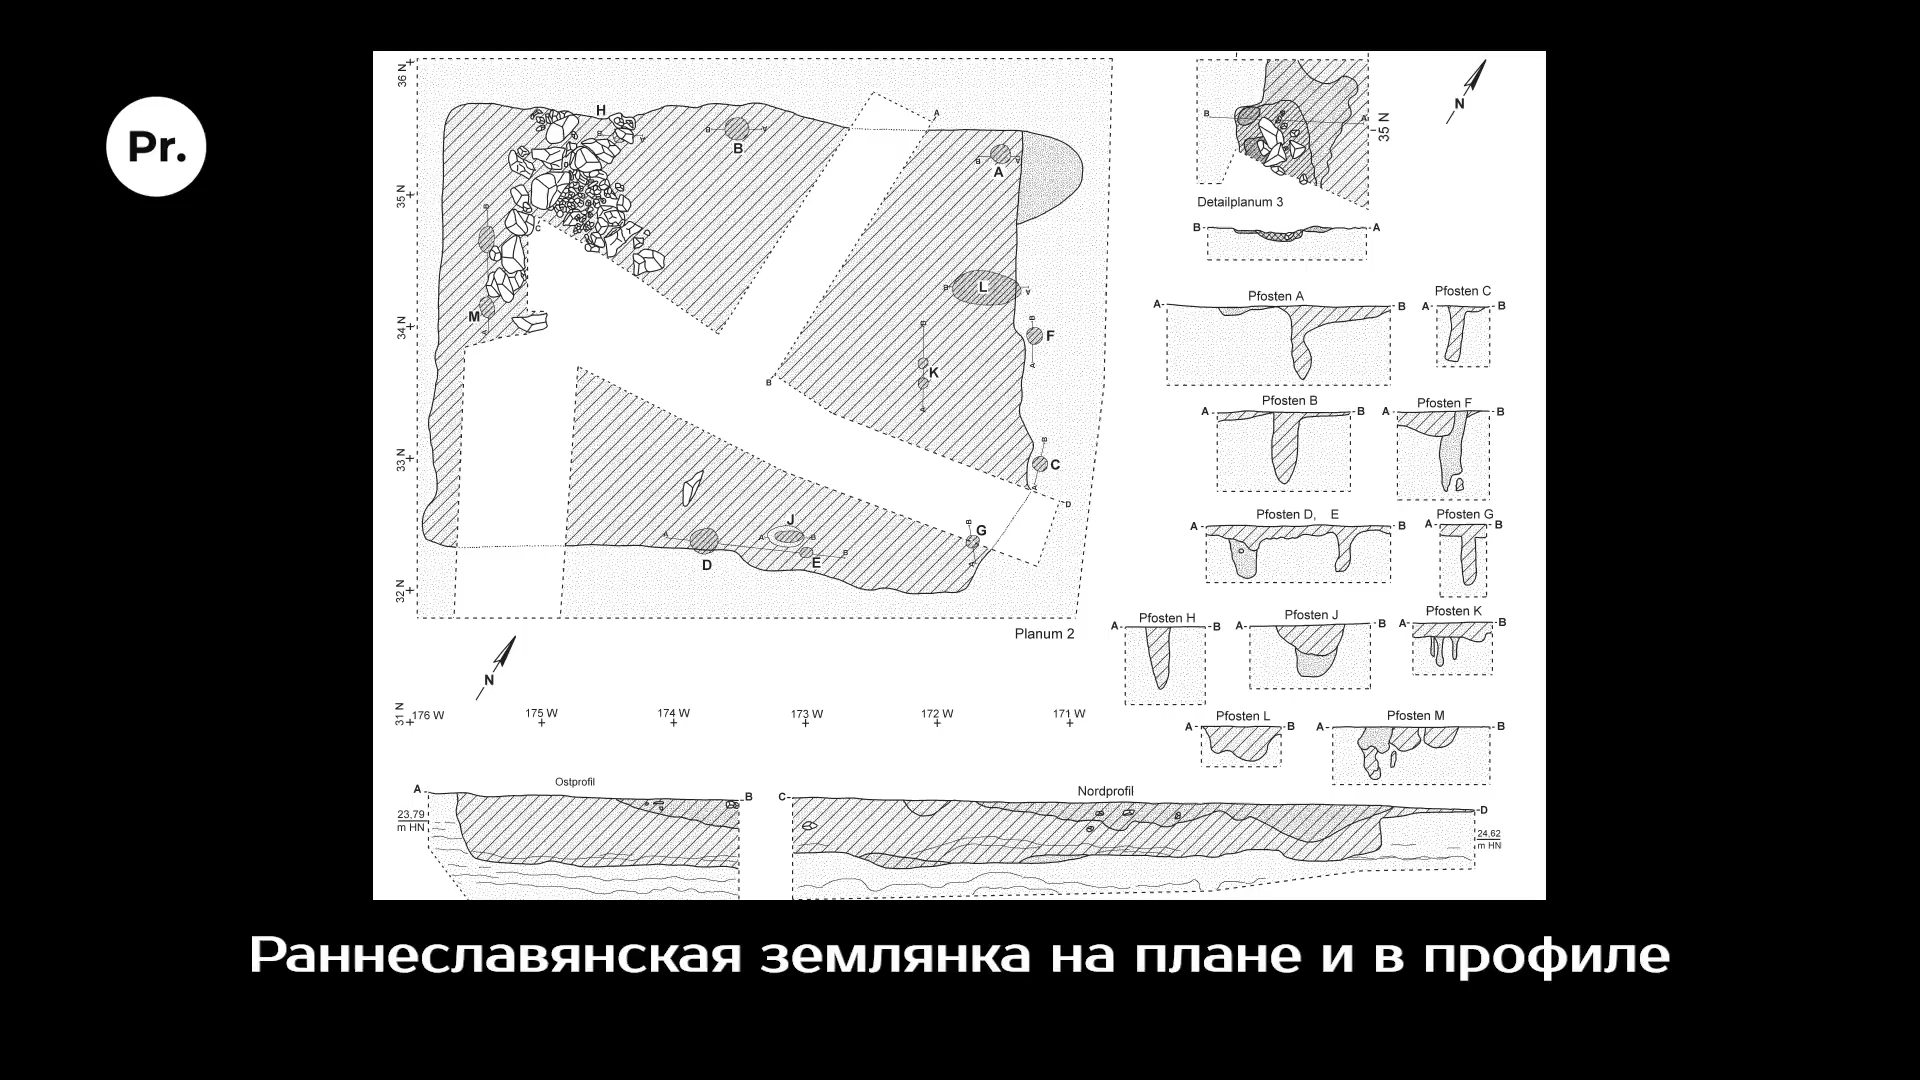 Pr.
36 N
35 N
34 N
33 N
32 N
31 N
H
B
A
L
F
K
C
M
J
G
D
E
Planum 2
N
176 W
175 W
174 W
173 W
172 W
171 W
35 N
N
Detailplanum 3
B A
Pfosten A
A B
Pfosten C
A B
Pfosten B
A B
Pfosten F
A B
Pfosten D, E
A B
Pfosten G
A B
Pfosten H
A B
Pfosten J
A B
Pfosten K
A B
Pfosten L
A B
Pfosten M
A B
Ostprofil
A B
23,79
m HN
Nordprofil
C D
24,62
m HN
Раннеславянская землянка на плане и в профиле